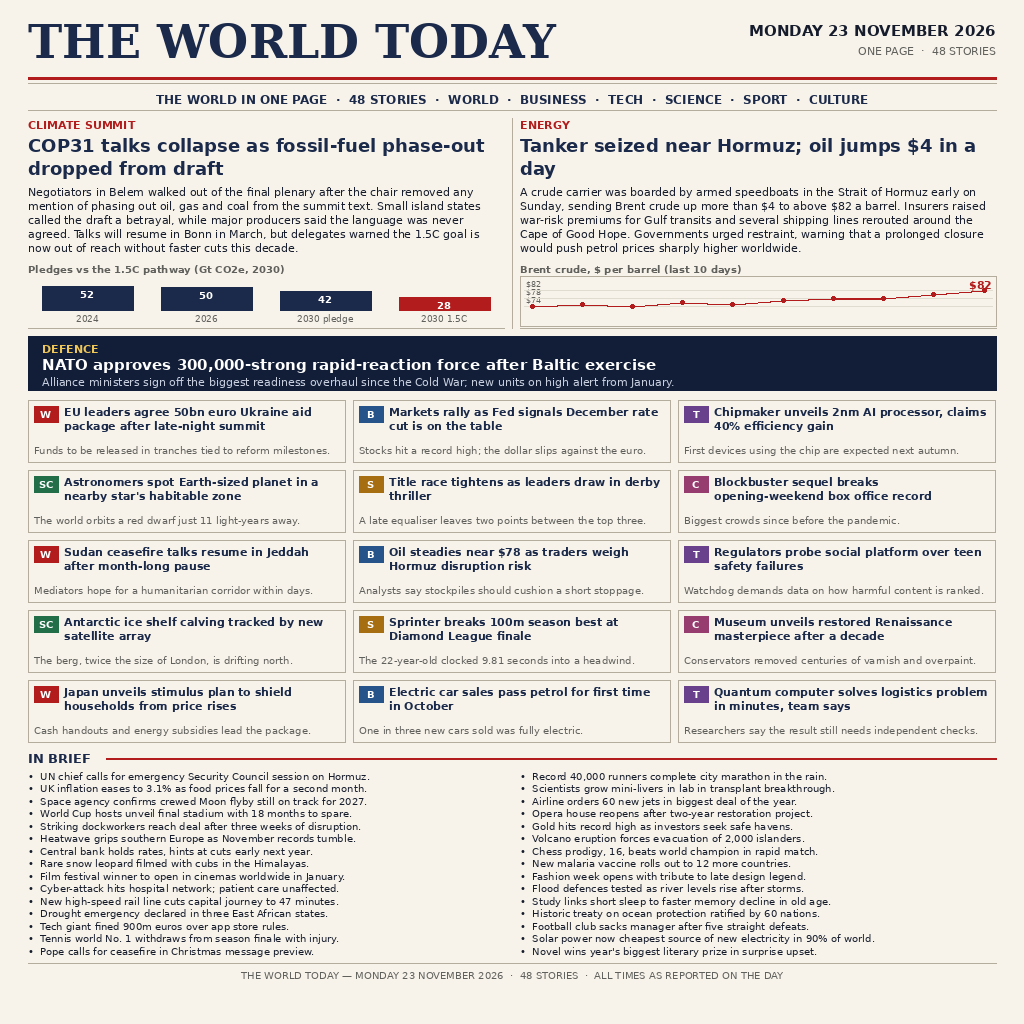 THE WORLD TODAY
MONDAY 23 NOVEMBER 2026
ONE PAGE · 48 STORIES
THE WORLD IN ONE PAGE · 48 STORIES · WORLD · BUSINESS · TECH · SCIENCE · SPORT · CULTURE
CLIMATE SUMMIT
COP31 talks collapse as fossil-fuel phase-out
dropped from draft
Negotiators in Belem walked out of the final plenary after the chair removed any
mention of phasing out oil, gas and coal from the summit text. Small island states
called the draft a betrayal, while major producers said the language was never
agreed. Talks will resume in Bonn in March, but delegates warned the 1.5C goal is
now out of reach without faster cuts this decade.
Pledges vs the 1.5C pathway (Gt CO2e, 2030)
52
50
42
28
2024
2026
2030 pledge
2030 1.5C
ENERGY
Tanker seized near Hormuz; oil jumps $4 in a
day
A crude carrier was boarded by armed speedboats in the Strait of Hormuz early on
Sunday, sending Brent crude up more than $4 to above $82 a barrel. Insurers raised
war-risk premiums for Gulf transits and several shipping lines rerouted around the
Cape of Good Hope. Governments urged restraint, warning that a prolonged closure
would push petrol prices sharply higher worldwide.
Brent crude, $ per barrel (last 10 days)
$82
$78
$74
$82
DEFENCE
NATO approves 300,000-strong rapid-reaction force after Baltic exercise
Alliance ministers sign off the biggest readiness overhaul since the Cold War; new units on high alert from January.
W
EU leaders agree 50bn euro Ukraine aid
package after late-night summit
Funds to be released in tranches tied to reform milestones.
B
Markets rally as Fed signals December rate
cut is on the table
Stocks hit a record high; the dollar slips against the euro.
T
Chipmaker unveils 2nm AI processor, claims
40% efficiency gain
First devices using the chip are expected next autumn.
SC
Astronomers spot Earth-sized planet in a
nearby star's habitable zone
The world orbits a red dwarf just 11 light-years away.
S
Title race tightens as leaders draw in derby
thriller
A late equaliser leaves two points between the top three.
C
Blockbuster sequel breaks
opening-weekend box office record
Biggest crowds since before the pandemic.
W
Sudan ceasefire talks resume in Jeddah
after month-long pause
Mediators hope for a humanitarian corridor within days.
B
Oil steadies near $78 as traders weigh
Hormuz disruption risk
Analysts say stockpiles should cushion a short stoppage.
T
Regulators probe social platform over teen
safety failures
Watchdog demands data on how harmful content is ranked.
SC
Antarctic ice shelf calving tracked by new
satellite array
The berg, twice the size of London, is drifting north.
S
Sprinter breaks 100m season best at
Diamond League finale
The 22-year-old clocked 9.81 seconds into a headwind.
C
Museum unveils restored Renaissance
masterpiece after a decade
Conservators removed centuries of varnish and overpaint.
W
Japan unveils stimulus plan to shield
households from price rises
Cash handouts and energy subsidies lead the package.
B
Electric car sales pass petrol for first time
in October
One in three new cars sold was fully electric.
T
Quantum computer solves logistics problem
in minutes, team says
Researchers say the result still needs independent checks.
IN BRIEF
• UN chief calls for emergency Security Council session on Hormuz.
• UK inflation eases to 3.1% as food prices fall for a second month.
• Space agency confirms crewed Moon flyby still on track for 2027.
• World Cup hosts unveil final stadium with 18 months to spare.
• Striking dockworkers reach deal after three weeks of disruption.
• Heatwave grips southern Europe as November records tumble.
• Central bank holds rates, hints at cuts early next year.
• Rare snow leopard filmed with cubs in the Himalayas.
• Film festival winner to open in cinemas worldwide in January.
• Cyber-attack hits hospital network; patient care unaffected.
• New high-speed rail line cuts capital journey to 47 minutes.
• Drought emergency declared in three East African states.
• Tech giant fined 900m euros over app store rules.
• Tennis world No. 1 withdraws from season finale with injury.
• Pope calls for ceasefire in Christmas message preview.
• Record 40,000 runners complete city marathon in the rain.
• Scientists grow mini-livers in lab in transplant breakthrough.
• Airline orders 60 new jets in biggest deal of the year.
• Opera house reopens after two-year restoration project.
• Gold hits record high as investors seek safe havens.
• Volcano eruption forces evacuation of 2,000 islanders.
• Chess prodigy, 16, beats world champion in rapid match.
• New malaria vaccine rolls out to 12 more countries.
• Fashion week opens with tribute to late design legend.
• Flood defences tested as river levels rise after storms.
• Study links short sleep to faster memory decline in old age.
• Historic treaty on ocean protection ratified by 60 nations.
• Football club sacks manager after five straight defeats.
• Solar power now cheapest source of new electricity in 90% of world.
• Novel wins year's biggest literary prize in surprise upset.
THE WORLD TODAY — MONDAY 23 NOVEMBER 2026 · 48 STORIES · ALL TIMES AS REPORTED ON THE DAY